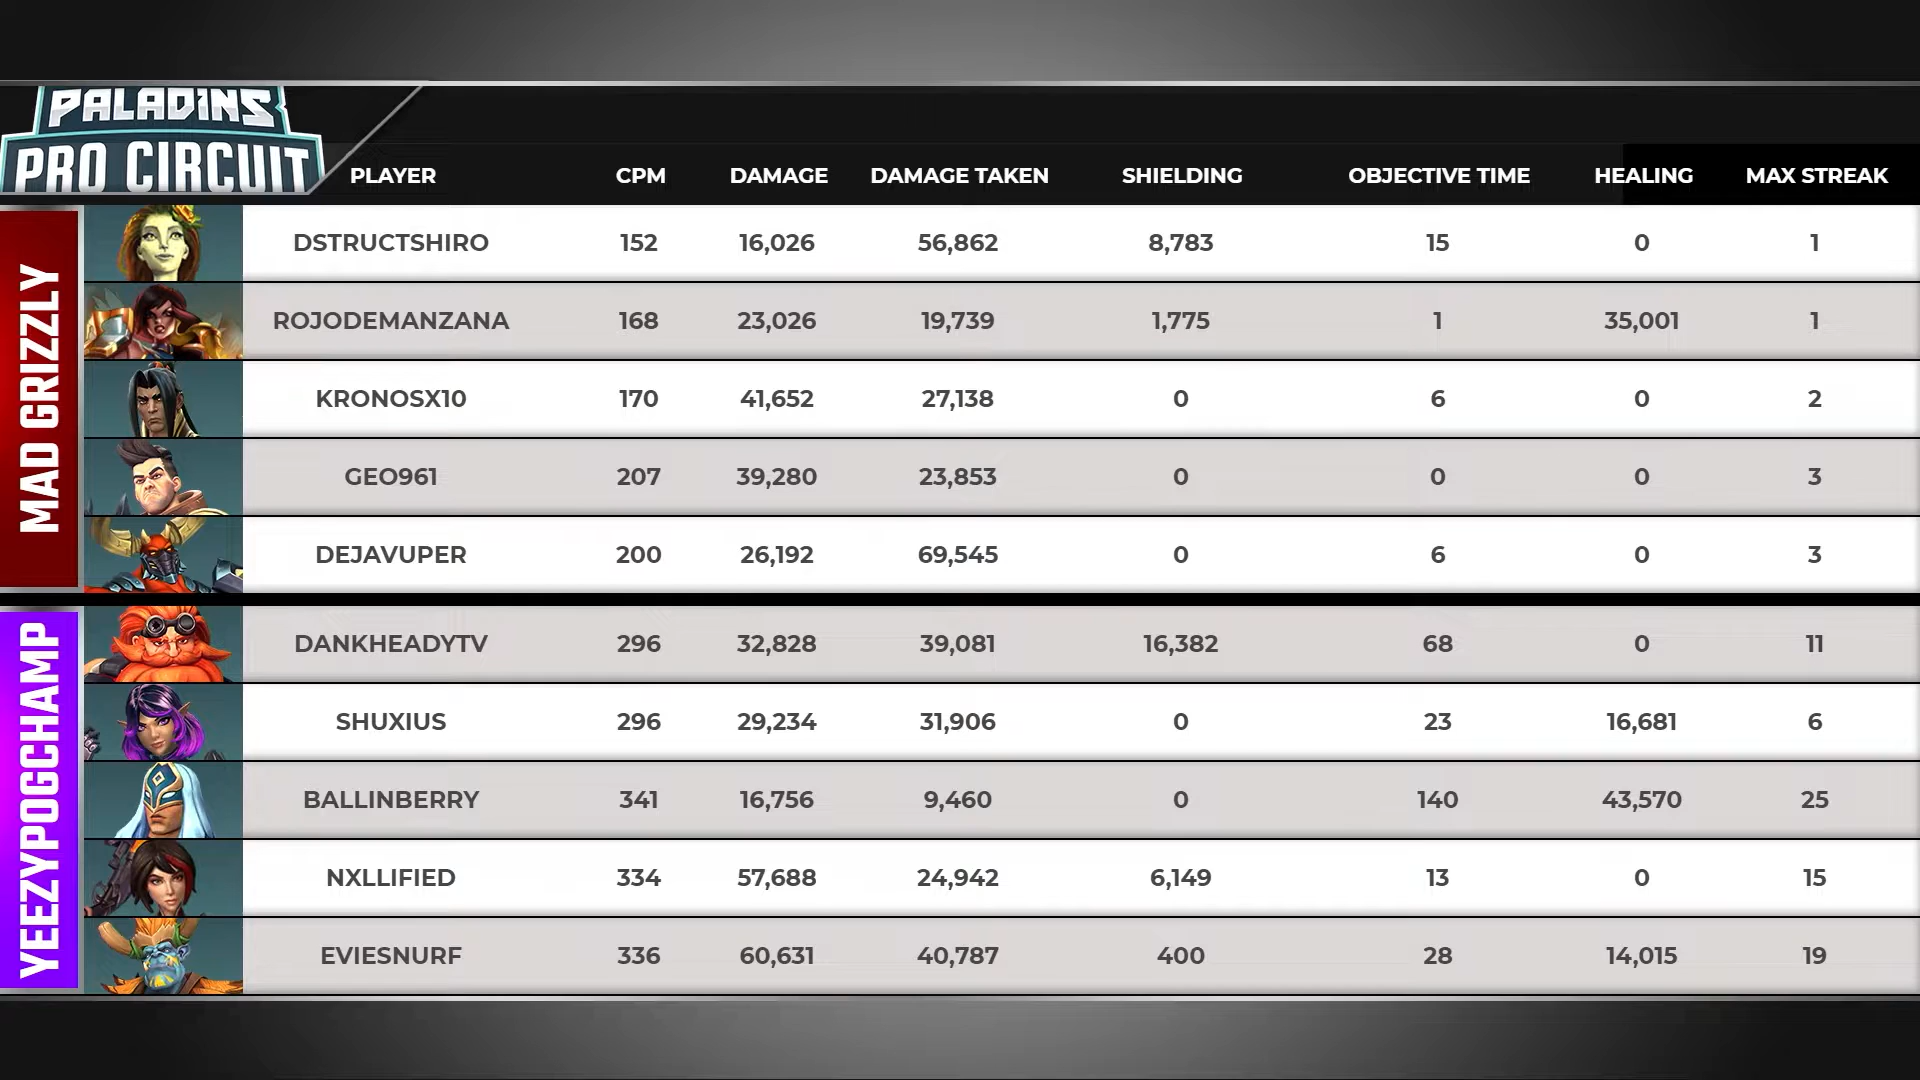 PALADINS
PRO CIRCUIT
PLAYER CPM DAMAGE DAMAGE TAKEN SHIELDING OBJECTIVE TIME HEALING MAX STREAK
MAD GRIZZLY
DSTRUCTSHIRO 152 16,026 56,862 8,783 15 0 1
ROJODEMANZANA 168 23,026 19,739 1,775 1 35,001 1
KRONOSX10 170 41,652 27,138 0 6 0 2
GEO961 207 39,280 23,853 0 0 0 3
DEJAVUPER 200 26,192 69,545 0 6 0 3
YEEZYPOGCHAMP
DANKHEADYTV 296 32,828 39,081 16,382 68 0 11
SHUXIUS 296 29,234 31,906 0 23 16,681 6
BALLINBERRY 341 16,756 9,460 0 140 43,570 25
NXLLIFIED 334 57,688 24,942 6,149 13 0 15
EVIESNURF 336 60,631 40,787 400 28 14,015 19